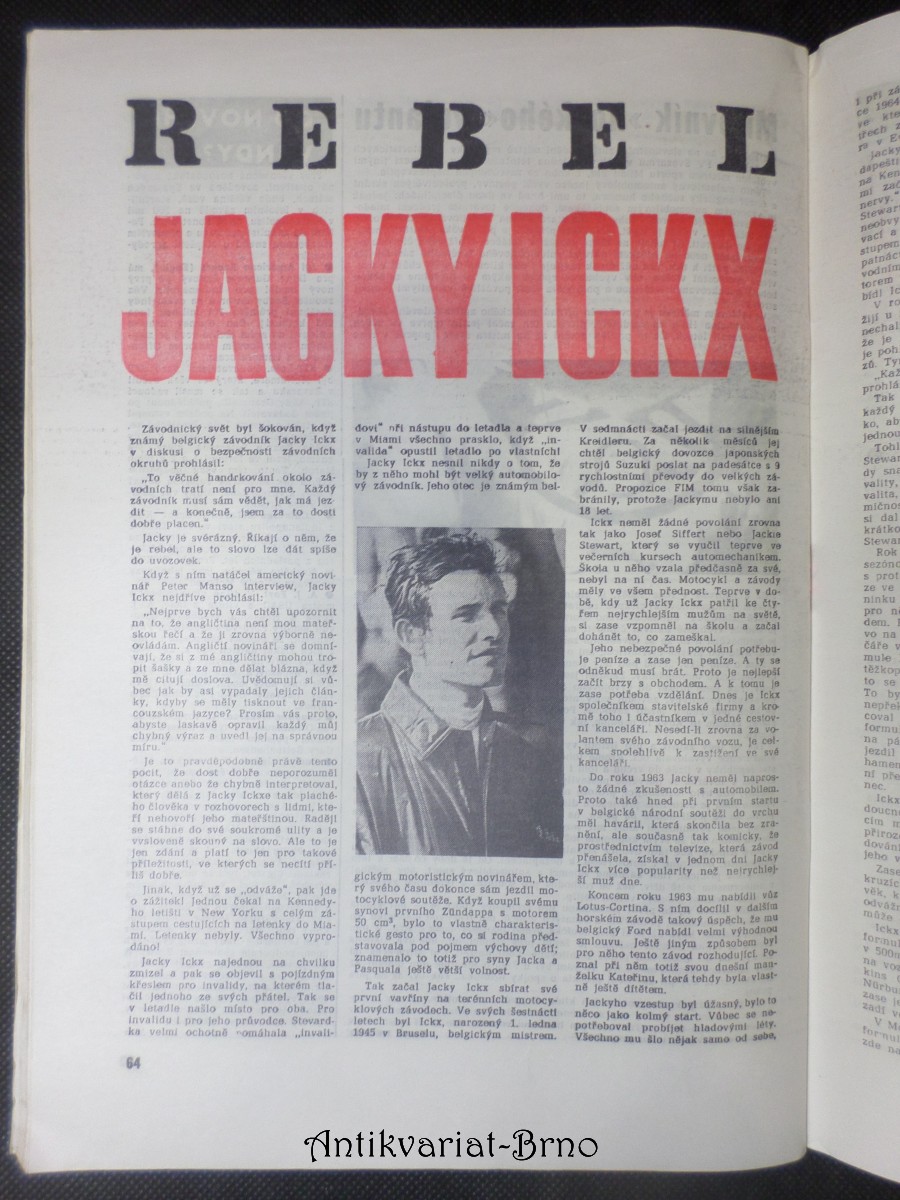 REBEL
JACKY ICKX
Závodnický svět byl šokován, když
známý belgický závodník Jacky Ickx
v diskusi o bezpečnosti závodních
okruhů prohlásil:
„To věčné handrkování okolo zá-
vodních tratí není pro mne. Každý
závodník musí sám vědět, jak má jez-
dit — a konečně, jsem za to dosti
dobře placen."
Jacky je svérázný. Říkají o něm, že
je rebel, ale to slovo lze dát spíše
do uvozovek.
Když s ním natáčel americký novi-
nář Peter Manso interview, Jacky
Ickx nejdříve prohlásil:
„Nejprve bych vás chtěl upozornit
na to, že angličtina není mou mateř-
skou řečí a že ji zrovna výborně ne-
ovládám. Angličtí novináři se domní-
vají, že si z mé angličtiny mohou tro-
pit šašky a ze mne dělat blázna, když
mě citují doslova. Uvědomují si vů-
bec jak by asi vypadaly jejich člán-
ky, kdyby se měly tisknout ve fran-
couzském jazyce? Prosím vás proto,
abyste laskavě opravil každý můj
chybný výraz a uvedl jej na správnou
míru."
Je to pravděpodobně právě tento
pocit, že dost dobře neporozuměl
otázce anebo že chybně interpretoval,
který dělá z Jacky Ickxe tak plaché-
ho člověka v rozhovorech s lidmi, kte-
ří nehovoří jeho mateřštinou. Raději
se stáhne do své soukromé ulity a je
vysloveně skoupý na slovo. Ale to je
jen zdání a platí to jen pro takové
příležitosti, ve kterých se necítí pří-
liš dobře.
Jinak, když už se „odváže", pak jde
o zážitek! Jednou čekal na Kennedy-
ho letišti v New Yorku s celým zá-
stupem cestujících na letenky do Mia-
mi. Letenky nebyly. Všechno vypro-
dáno!
Jacky Ickx najednou na chvilku
zmizel a pak se objevil s pojízdným
křeslem pro invalidy, na kterém tla-
čil jednoho ze svých přátel. Tak se
v letadle našlo místo pro oba. Pro
invalidu i pro jeho průvodce. Stevard-
ka velmi ochotně pomáhala „invali-
dovi" při nástupu do letadla a teprve
v Miami všechno prasklo, když „in-
valida" opustil letadlo po vlastních!
Jacky Ickx nesnil nikdy o tom, že
by z něho mohl být velký automobilo-
vý závodník. Jeho otec je známým bel-
gickým motoristickým novinářem, kte-
rý svého času dokonce sám jezdil mo-
tocyklové soutěže. Když koupil svému
synovi prvního Zündappa s motorem
50 cm³, bylo to vlastně charakteris-
tické gesto pro to, co si rodina před-
stavovala pod pojmem výchovy dětí;
znamenalo to totiž pro syny Jacka a
Pasquala ještě větší volnost.
Tak začal Jacky Ickx sbírat své
první vavříny na terénních motocy-
klových závodech. Ve svých šestnácti
letech byl Ickx, narozený 1. ledna
1945 v Bruselu, belgickým mistrem.
V sedmnácti začal jezdit na silnějším
Kreidleru. Za několik měsíců jej
chtěl belgický dovozce japonských
strojů Suzuki poslat na padesátce s 9
rychlostními převody do velkých zá-
vodů. Propozice FIM tomu však za-
bránily, protože Jackymu nebylo ani
18 let.
Ickx neměl žádné povolání zrovna
tak jako Josef Siffert nebo Jackie
Stewart, který se vyučil teprve ve
večerních kursech automechanikem.
Škola u něho vzala předčasně za své,
nebyl na ní čas. Motocykl a závody
měly ve všem přednost. Teprve v do-
bě, kdy už Jacky Ickx patřil ke čty-
řem nejrychlejším mužům na světě,
si zase vzpomněl na školu a začal
dohánět to, co zameškal.
Jeho nebezpečné povolání potřebu-
je peníze a zase jen peníze. A ty se
odněkud musí brát. Proto je nejlepší
začít brzy s obchodem. A k tomu je
zase potřeba vzdělání. Dnes je Ickx
společníkem stavitelské firmy a kro-
mě toho i účastníkem v jedné cestov-
ní kanceláři. Nesedí-li zrovna za vo-
lantem svého závodního vozu, je cel-
kem spolehlivě k zastižení ve své
kanceláři.
Do roku 1963 Jacky neměl napros-
to žádné zkušenosti s automobilem.
Proto také hned při prvním startu
v belgické národní soutěži do vrchu
měl havárii, která skončila bez zra-
nění, ale současně tak komicky, že
prostřednictvím televize, která závod
přenášela, získal v jednom dni Jacky
Ickx více popularity než nejrychlej-
ší muž dne.
Koncem roku 1963 mu nabídli vůz
Lotus-Cortina. S ním docílil v dalším
horském závodě takový úspěch, že mu
belgický Ford nabídl velmi výhodnou
smlouvu. Ještě jiným způsobem byl
pro něho tento závod rozhodující. Po-
znal při něm totiž svou dnešní man-
želku Kateřinu, která tehdy byla vlast-
ně ještě dítětem.
Jackyho vzestup byl úžasný, bylo to
něco jako kolmý start. Vůbec se ne-
potřeboval probíjet hladovými léty.
Všechno mu šlo nějak samo od sebe,
64
Antikvariat-Brno